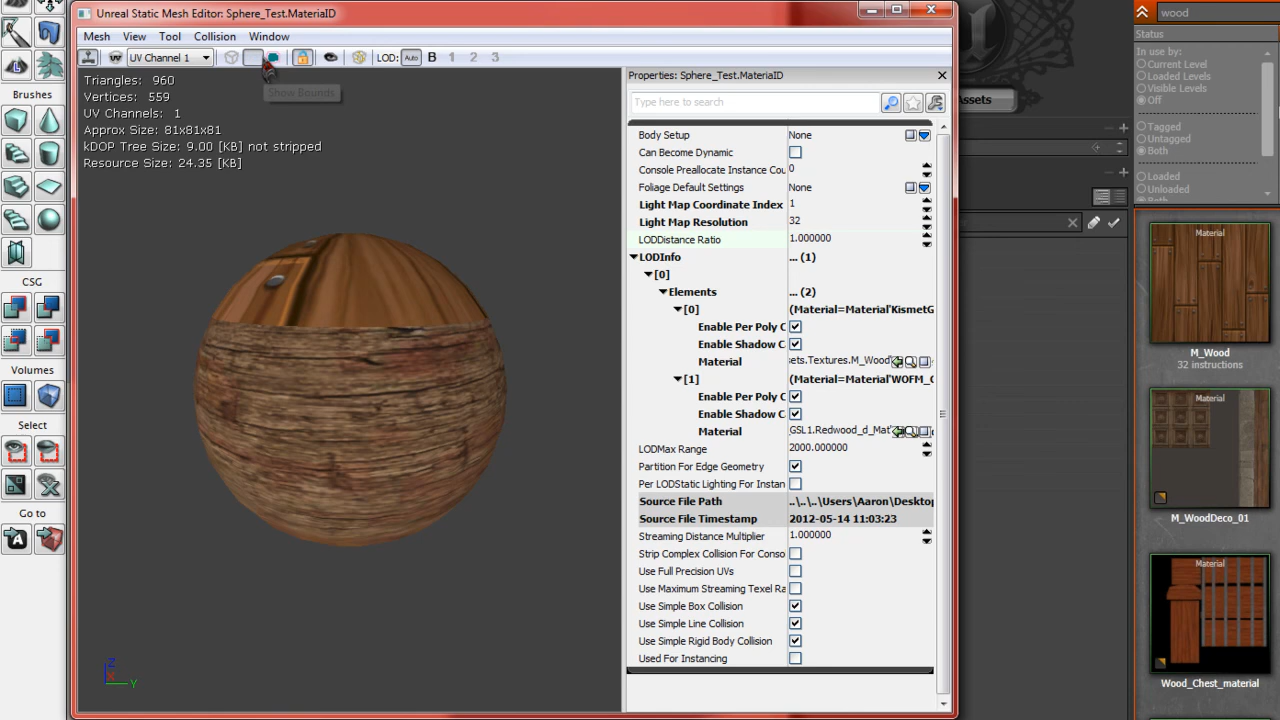 Unreal Static Mesh Editor: Sphere_Test.MateriaID
Mesh View Tool Collision Window
UV Channel 1
LOD: Auto B 1 2 3
Show Bounds
Triangles: 960
Vertices: 559
UV Channels: 1
Approx Size: 81x81x81
kDOP Tree Size: 9.00 [KB] not stripped
Resource Size: 24.35 [KB]
Z
X
Y
Brushes
CSG
Volumes
Select
Go to
Properties: Sphere_Test.MateriaID
Type here to search
Body Setup None
Can Become Dynamic
Console Preallocate Instance Cou 0
Foliage Default Settings None
Light Map Coordinate Index 1
Light Map Resolution 32
LODDistance Ratio 1.000000
LODInfo ... (1)
[0]
Elements ... (2)
[0] (Material=Material'KismetG
Enable Per Poly C
Enable Shadow C
Material sets.Textures.M_Wood'
[1] (Material=Material'WOFM_
Enable Per Poly C
Enable Shadow C
Material GSL1.Redwood_d_Mat'
LODMax Range 2000.000000
Partition For Edge Geometry
Per LODStatic Lighting For Instan
Source File Path ..\..\..\Users\Aaron\Desktop
Source File Timestamp 2012-05-14 11:03:23
Streaming Distance Multiplier 1.000000
Strip Complex Collision For Conso
Use Full Precision UVs
Use Maximum Streaming Texel Ra
Use Simple Box Collision
Use Simple Line Collision
Use Simple Rigid Body Collision
Used For Instancing
Assets
wood
Status
In use by:
Current Level
Loaded Levels
Visible Levels
Off
Tagged
Untagged
Both
Loaded
Unloaded
Both
Material
M_Wood
32 instructions
Material
M_WoodDeco_01
Material
Wood_Chest_material